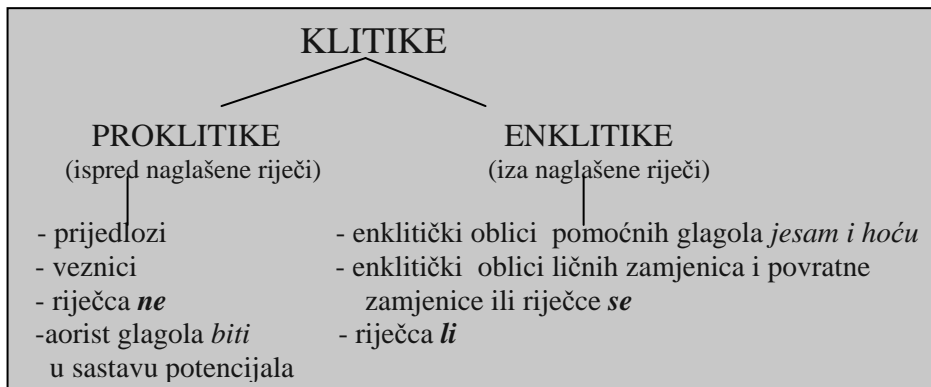 KLITIKE
PROKLITIKE
(ispred naglašene riječi)
- prijedlozi
- veznici
- riječca ne
-aorist glagola biti
u sastavu potencijala
ENKLITIKE
(iza naglašene riječi)
- enklitički oblici pomoćnih glagola jesam i hoću
- enklitički oblici ličnih zamjenica i povratne
zamjenice ili riječce se
- riječca li